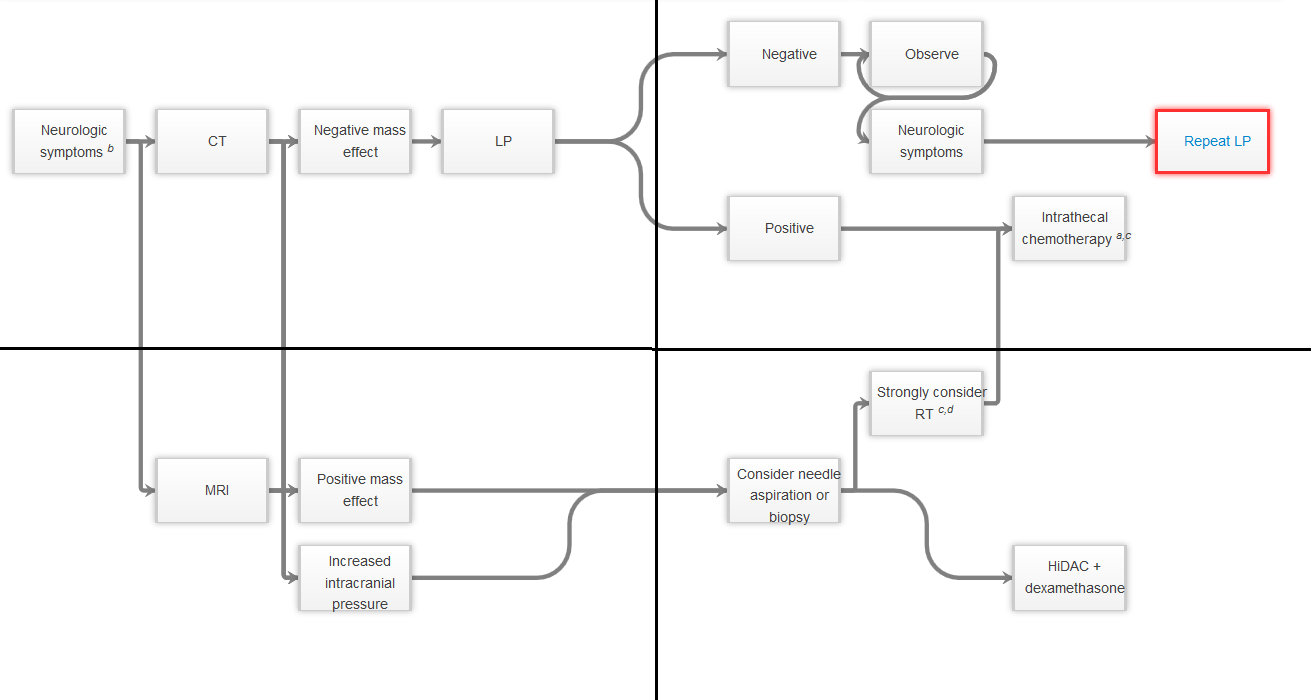 Negative
Observe
Neurologic
symptoms b
CT
Negative mass
effect
LP
Neurologic
symptoms
Repeat LP
Positive
Intrathecal
chemotherapy a,c
Strongly consider
RT c,d
MRI
Positive mass
effect
Consider needle
aspiration or
biopsy
Increased
intracranial
pressure
HiDAC +
dexamethasone